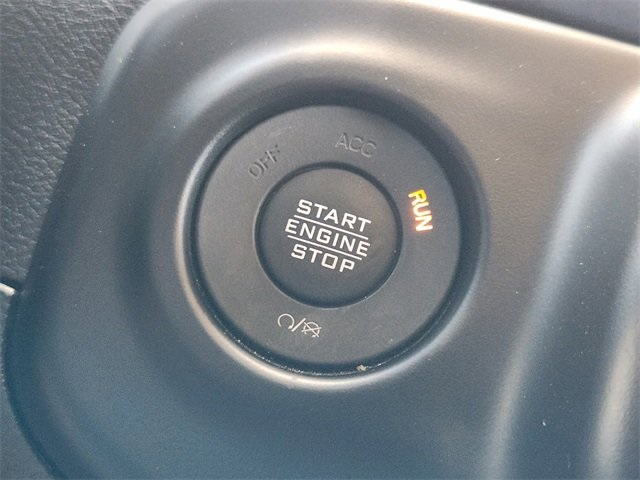 OFF
ACC
RUN
START
ENGINE
STOP